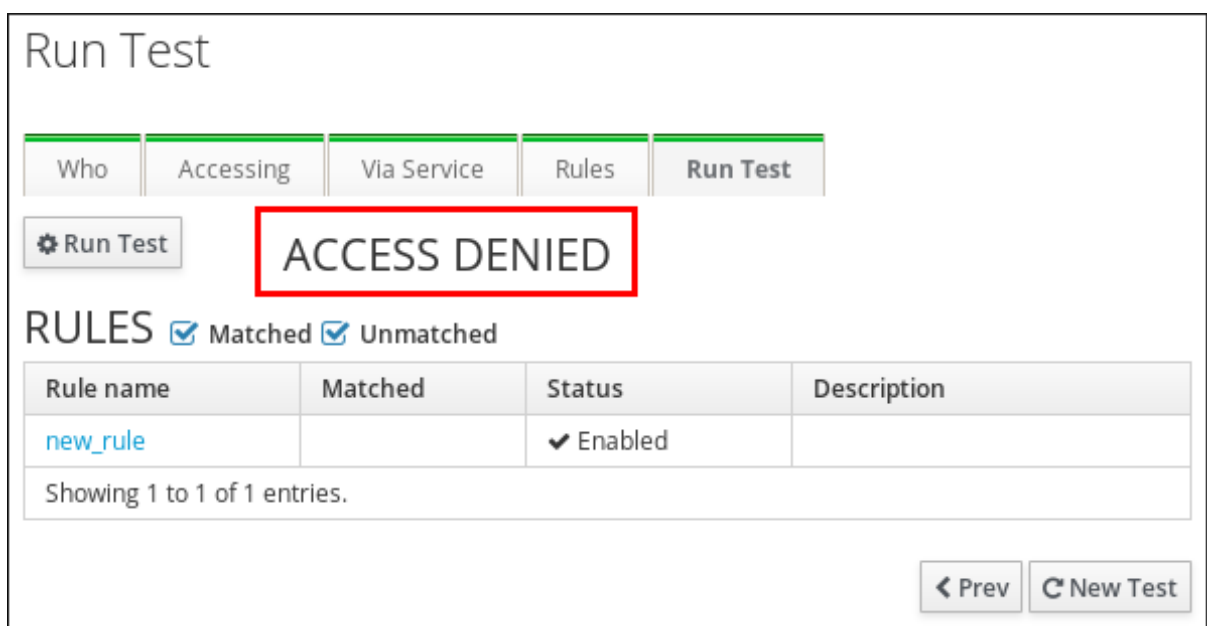 Run Test
Who Accessing Via Service Rules Run Test
Run Test ACCESS DENIED
RULES Matched Unmatched
Rule name Matched Status Description
new_rule Enabled
Showing 1 to 1 of 1 entries.
Prev New Test